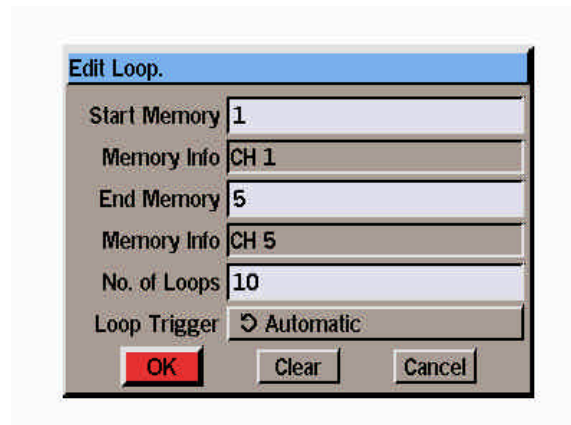 Edit Loop.
Start Memory 1
Memory Info CH 1
End Memory 5
Memory Info CH 5
No. of Loops 10
Loop Trigger Automatic
OK Clear Cancel